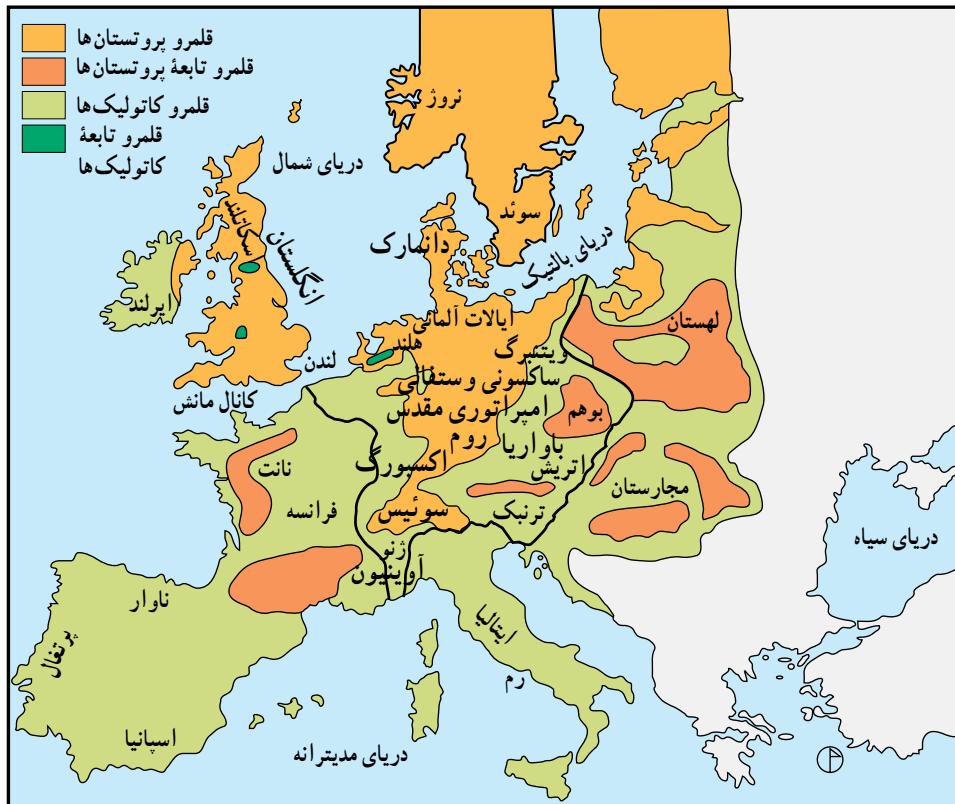 قلمرو پروتستان‌ها
قلمرو تابعهٔ پروتستان‌ها
قلمرو کاتولیک‌ها
قلمرو تابعهٔ
کاتولیک‌ها
نروژ
دریای شمال
سوئد
اسکاتلند
انگلستان
دانمارک
دریای بالتیک
ایرلند
ایالات آلمانی
لهستان
هلند
ویتنبرگ
لندن
ساکسونی وستفالی
کانال مانش
امپراتوری مقدس
بوهم
روم
باواریا
اکسبورگ
اتریش
نانت
مجارستان
فرانسه
سوئیس
ترنبک
دریای سیاه
ژنو
آوینیون
ناوار
ایتالیا
پرتغال
رم
اسپانیا
دریای مدیترانه